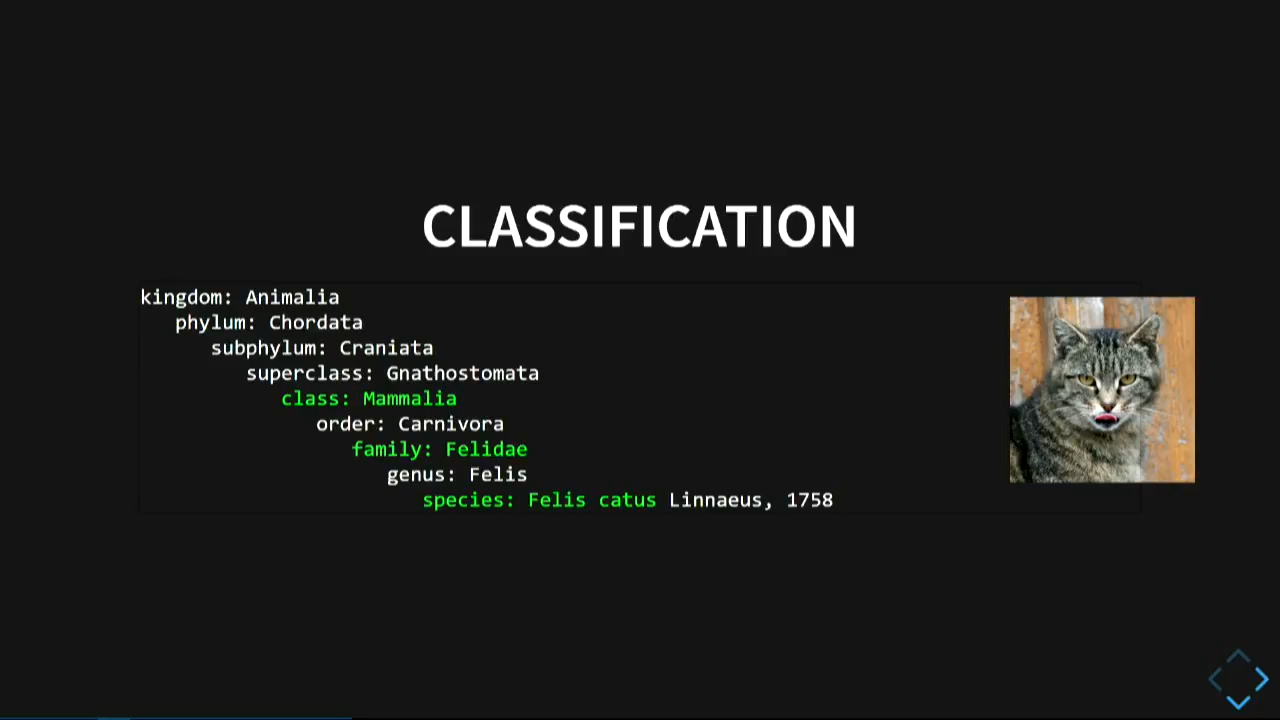 CLASSIFICATION
kingdom: Animalia
phylum: Chordata
subphylum: Craniata
superclass: Gnathostomata
class: Mammalia
order: Carnivora
family: Felidae
genus: Felis
species: Felis catus Linnaeus, 1758